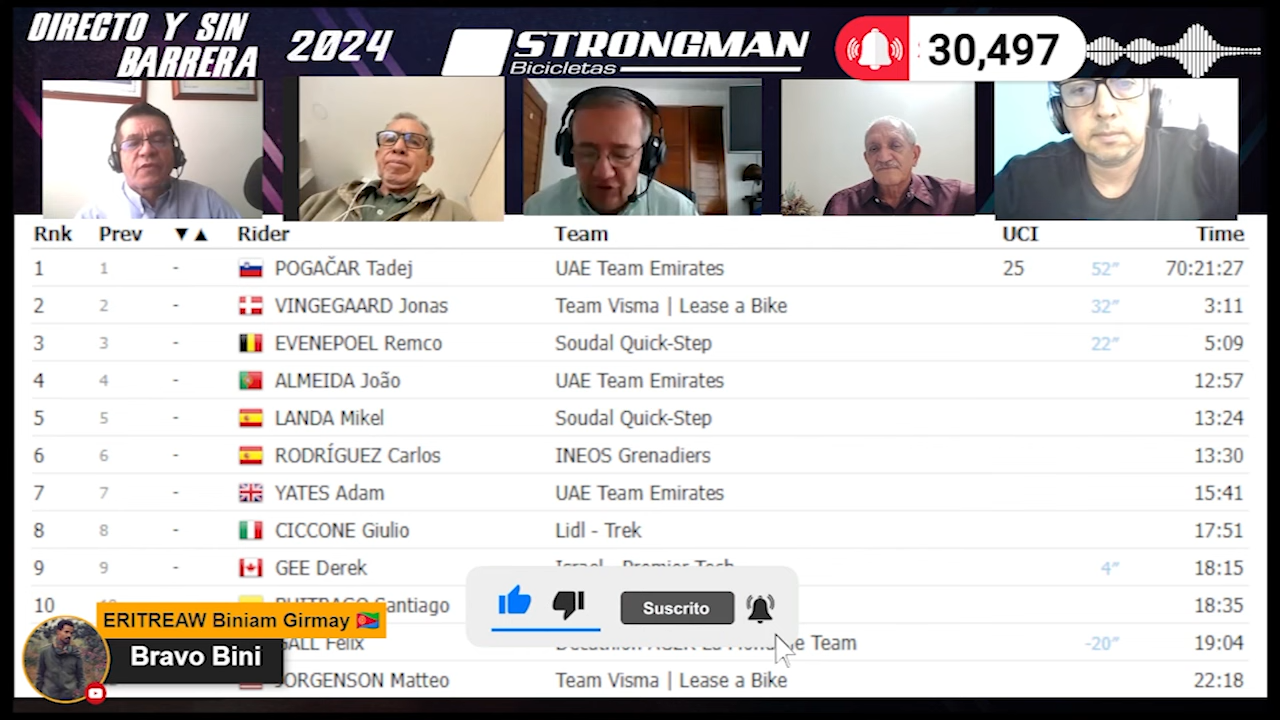 DIRECTO Y SIN
BARRERA
2024
STRONGMAN
Bicicletas
30,497
Rnk Prev ▼▲ Rider Team UCI Time
1 1 - POGAČAR Tadej UAE Team Emirates 25 52″ 70:21:27
2 2 - VINGEGAARD Jonas Team Visma | Lease a Bike 32″ 3:11
3 3 - EVENEPOEL Remco Soudal Quick-Step 22″ 5:09
4 4 - ALMEIDA João UAE Team Emirates 12:57
5 5 - LANDA Mikel Soudal Quick-Step 13:24
6 6 - RODRÍGUEZ Carlos INEOS Grenadiers 13:30
7 7 - YATES Adam UAE Team Emirates 15:41
8 8 - CICCONE Giulio Lidl - Trek 17:51
9 9 - GEE Derek Israel - Premier Tech 4″ 18:15
10 BUITRAGO Santiago 18:35
GALL Felix Team -20″ 19:04
JORGENSON Matteo Team Visma | Lease a Bike 22:18
Suscrito
ERITREAW Biniam Girmay 🇪🇷
Bravo Bini